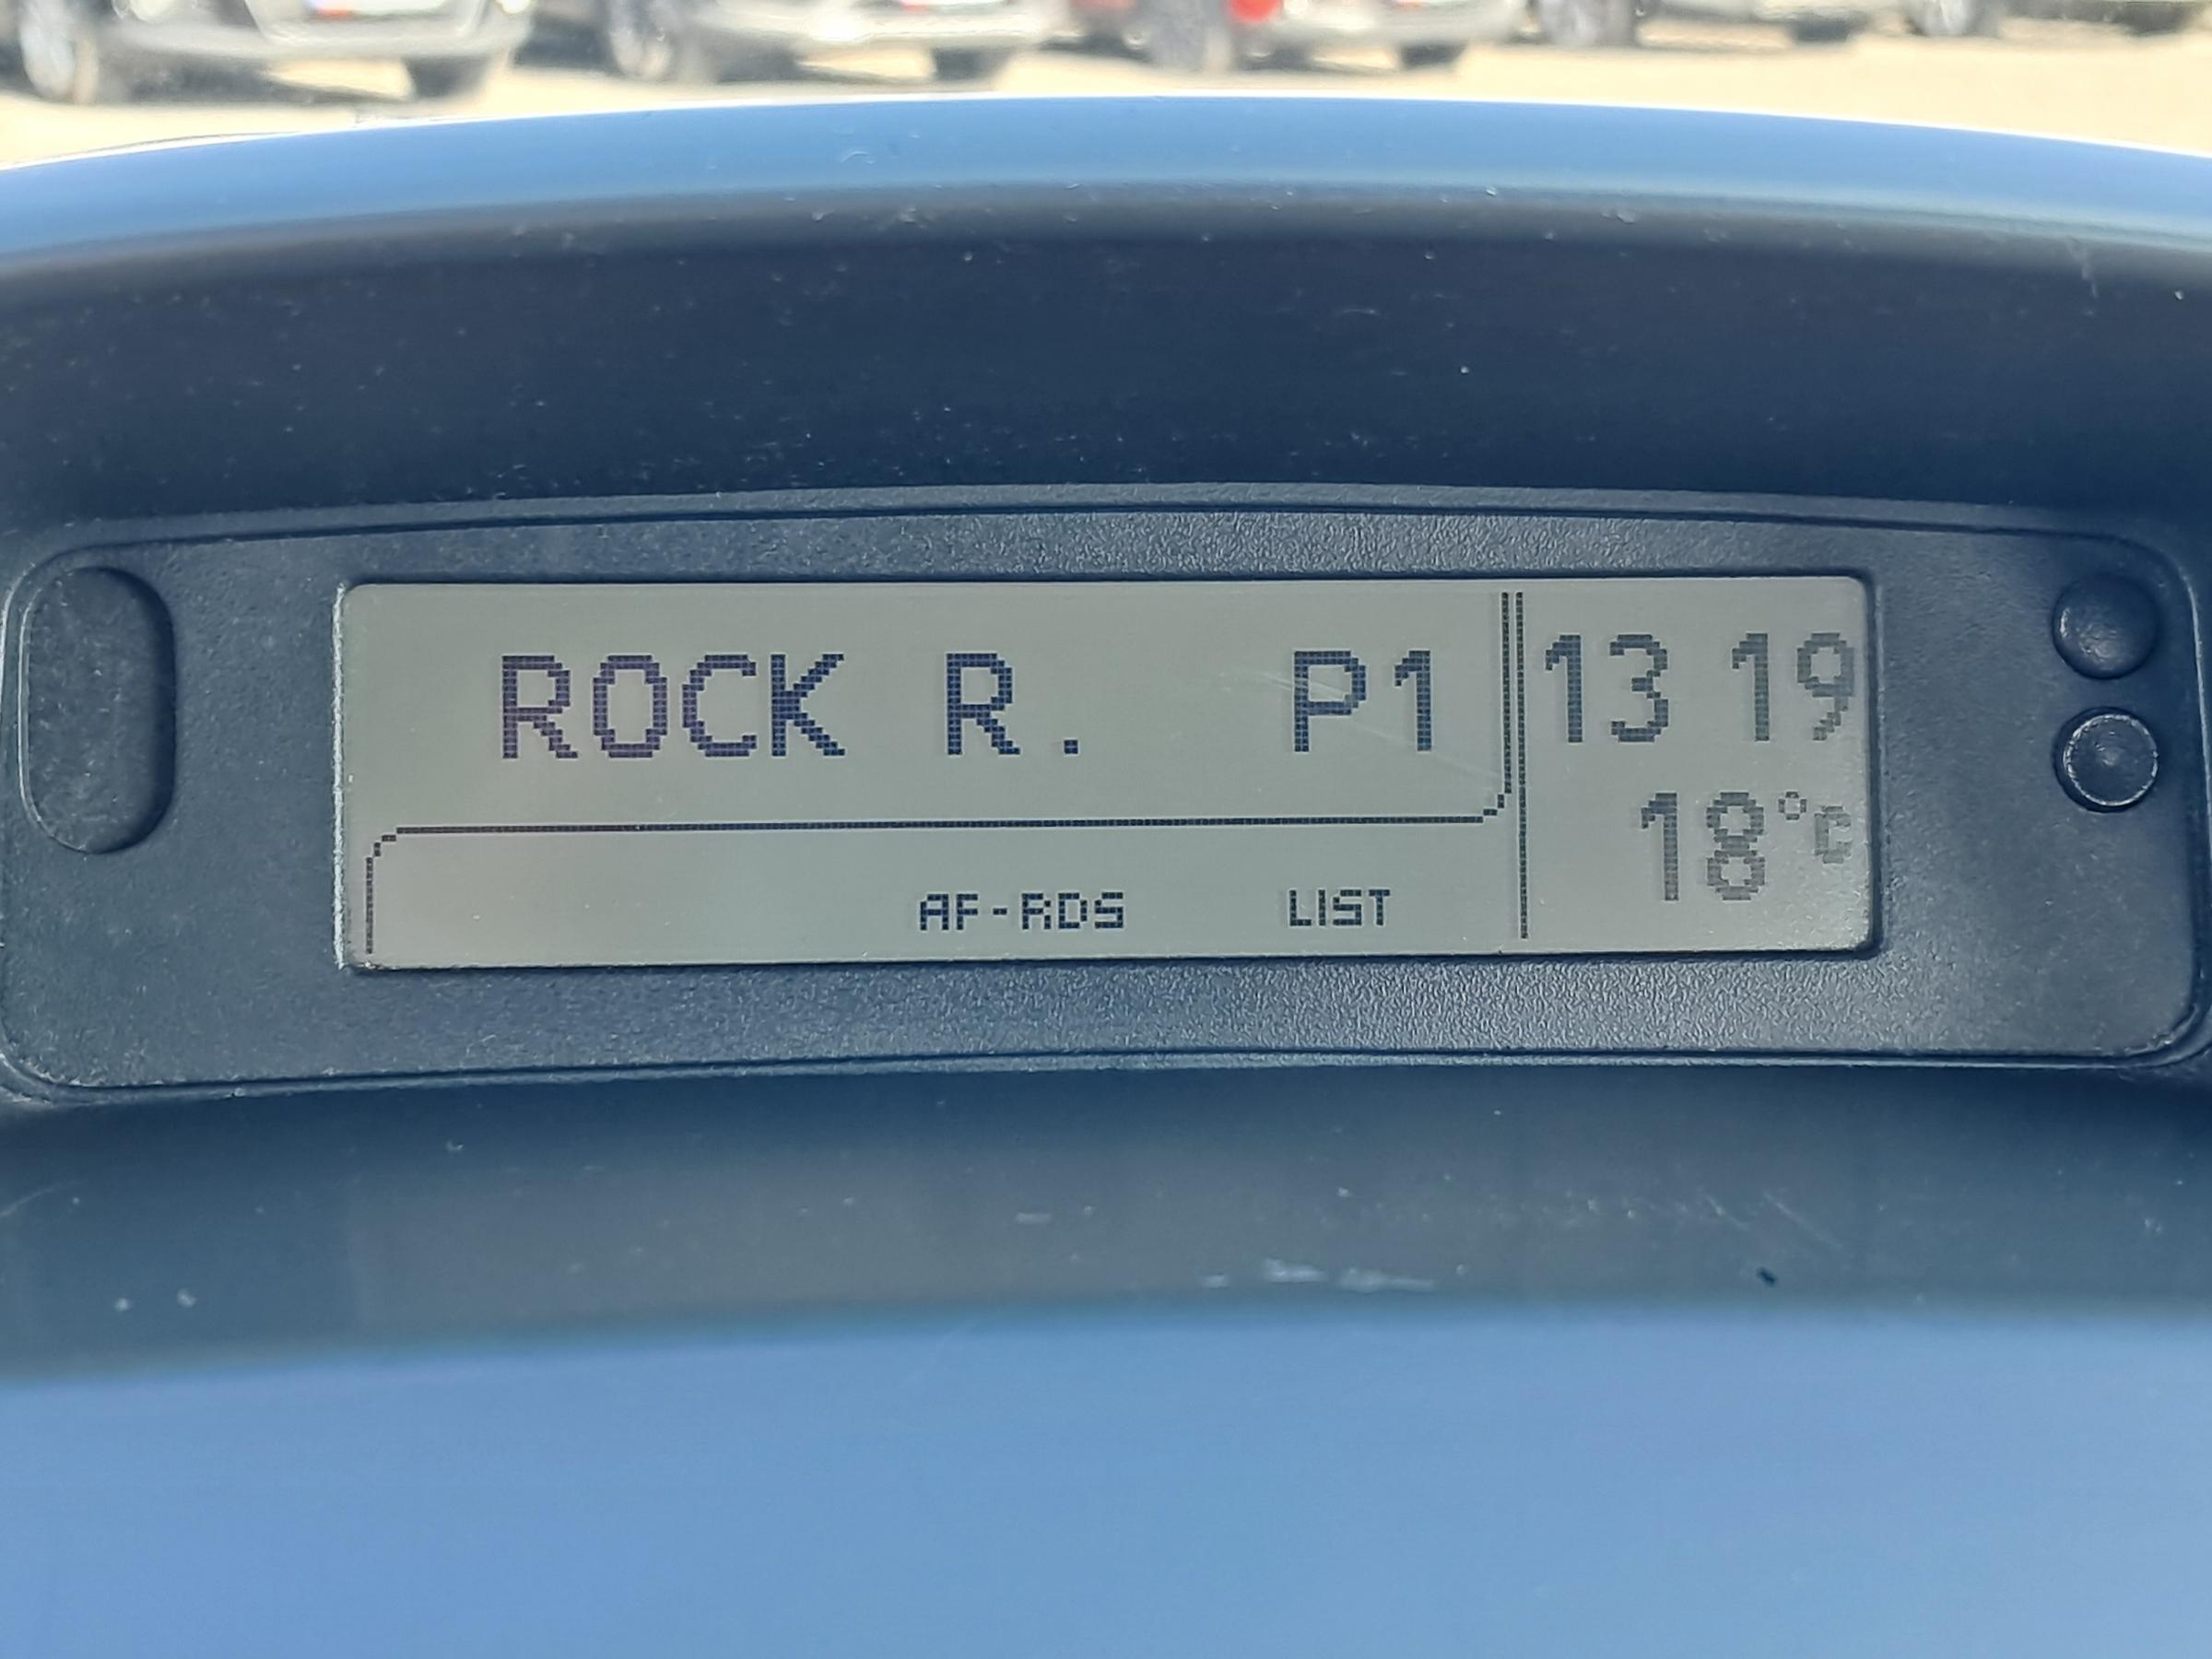 ROCK R. P1
13 19
18°C
AF-RDS LIST